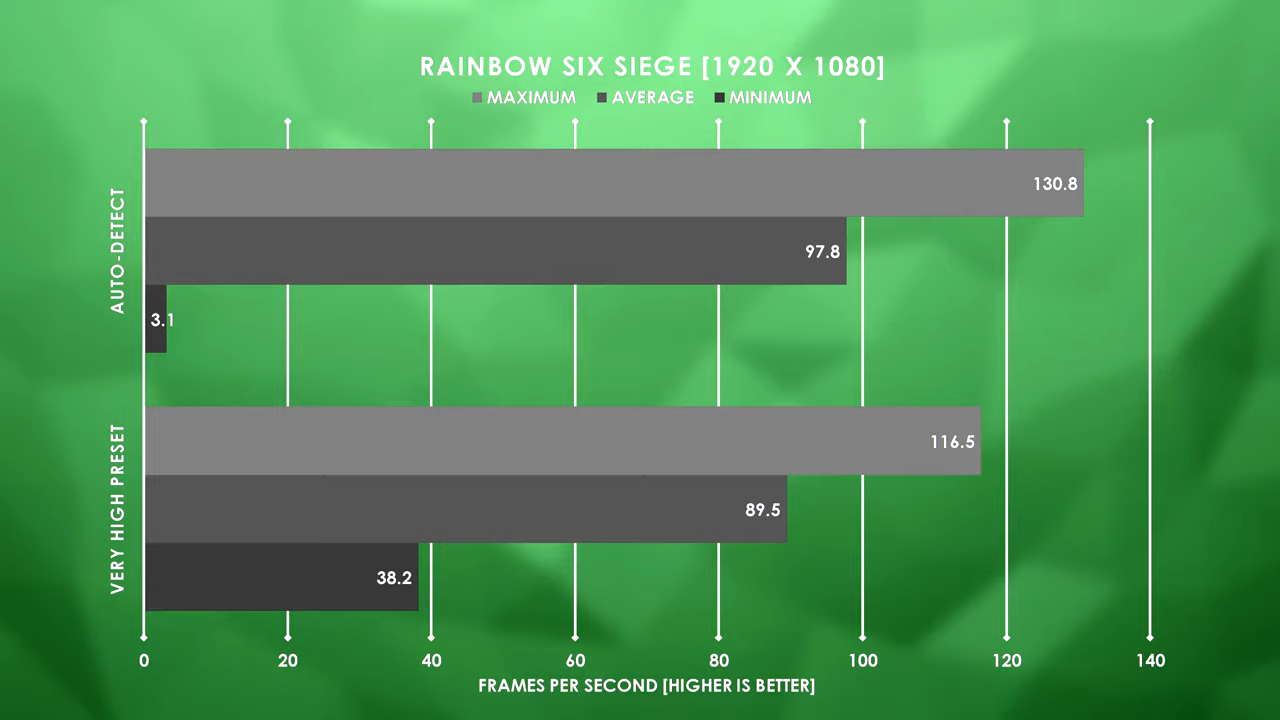 RAINBOW SIX SIEGE [1920 X 1080]
MAXIMUM AVERAGE MINIMUM
AUTO-DETECT
130.8
97.8
3.1
VERY HIGH PRESET
116.5
89.5
38.2
0 20 40 60 80 100 120 140
FRAMES PER SECOND [HIGHER IS BETTER]